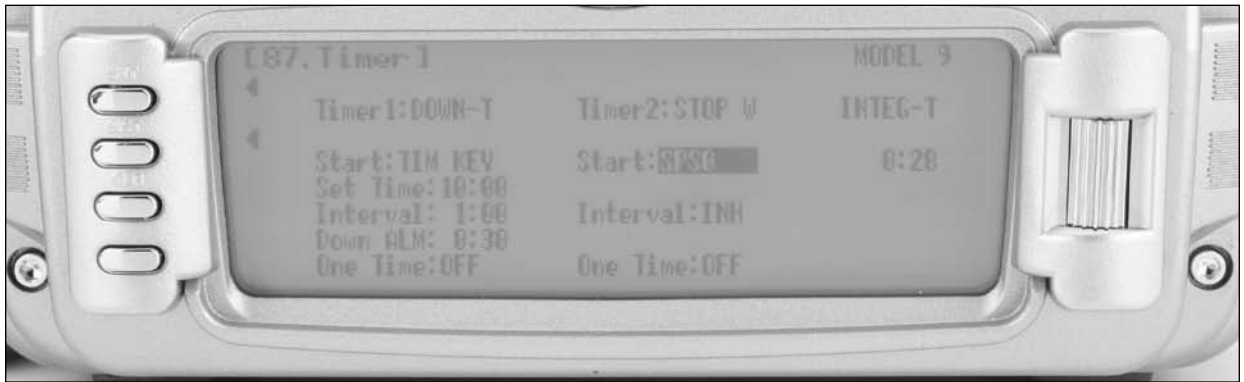 [87.Timer] MODEL 9
Timer1:DOWN-T Timer2:STOP W INTEG-T
Start:TIM KEY Start: 0:28
Set Time:10:00
Interval: 1:00 Interval:INH
Down ALM: 0:30
One Time:OFF One Time:OFF